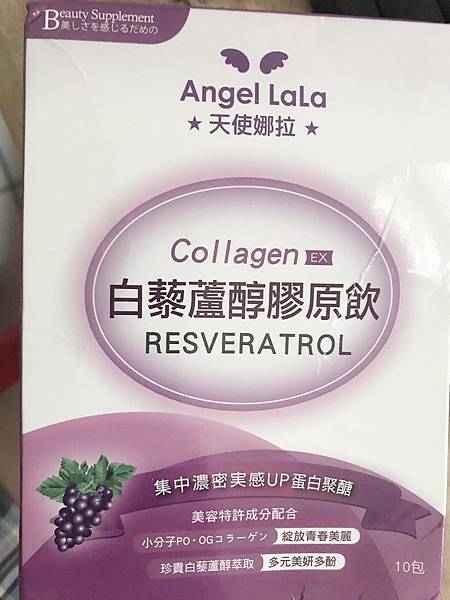 Beauty Supplement
美しさを感じるための
Angel LaLa
★天使娜拉★
Collagen EX
白藜蘆醇膠原飲
RESVERATROL
集中濃密実感UP蛋白聚醣
美容特許成分配合
小分子PO・OGコラーゲン 綻放青春美麗
珍貴白藜蘆醇萃取 多元美妍多酚
10包